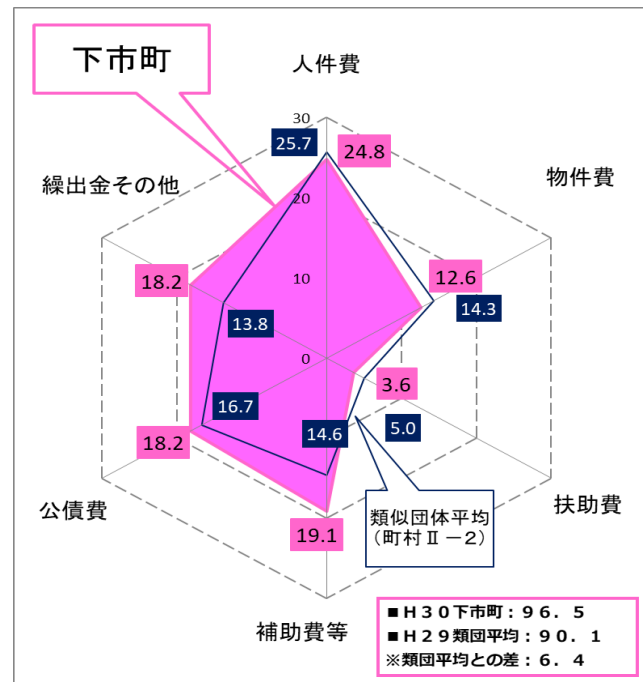 下市町
人件費
30
25.7
24.8
繰出金その他
物件費
20
18.2
12.6
10
13.8
14.3
0
3.6
16.7
14.6
5.0
18.2
公債費
類似団体平均
(町村Ⅱ－2)
扶助費
19.1
補助費等
■H30下市町：96．5
■H29類団平均：90．1
※類団平均との差：6．4